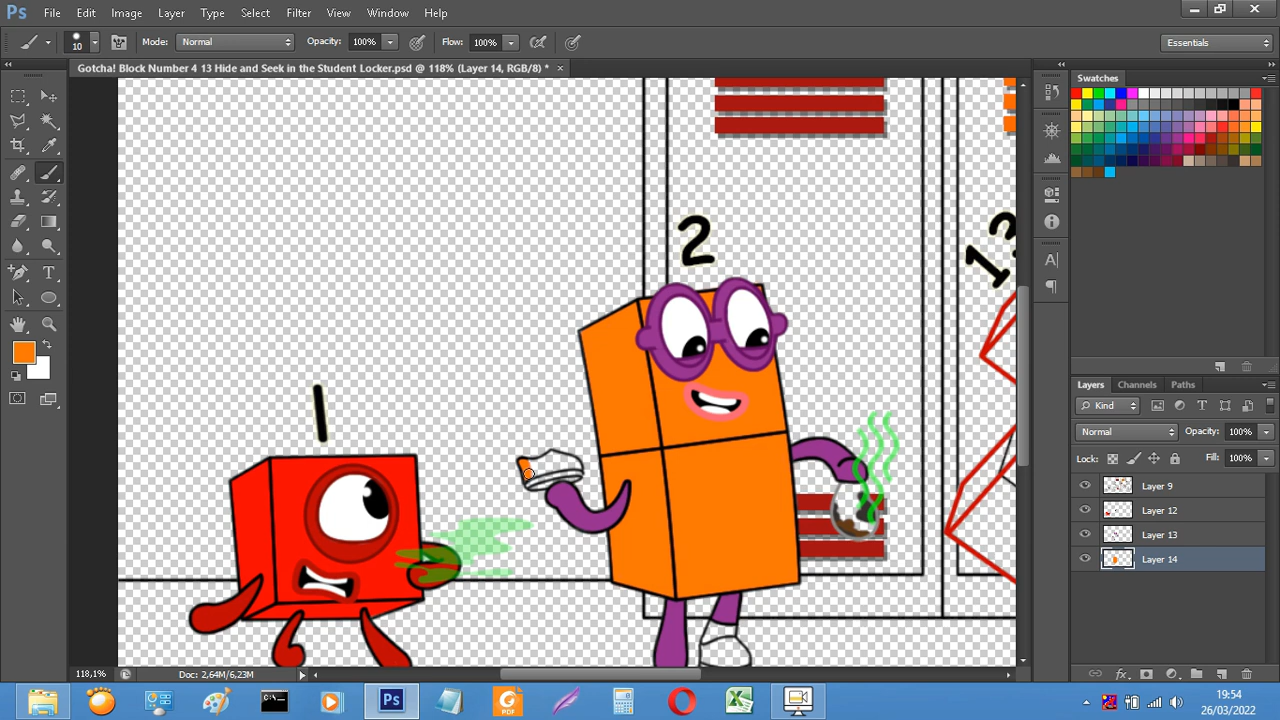 Ps File Edit Image Layer Type Select Filter View Window Help
10 Mode: Normal Opacity: 100% Flow: 100% Essentials
Gotcha! Block Number 4 13 Hide and Seek in the Student Locker.psd @ 118% (Layer 14, RGB/8) *
Swatches
2
13
1
Layers Channels Paths
Kind
Normal Opacity: 100%
Lock: Fill: 100%
Layer 9
Layer 12
Layer 13
Layer 14
118,1% Doc: 2,64M/6,23M
C:\_ Ps PDF
19:54
26/03/2022